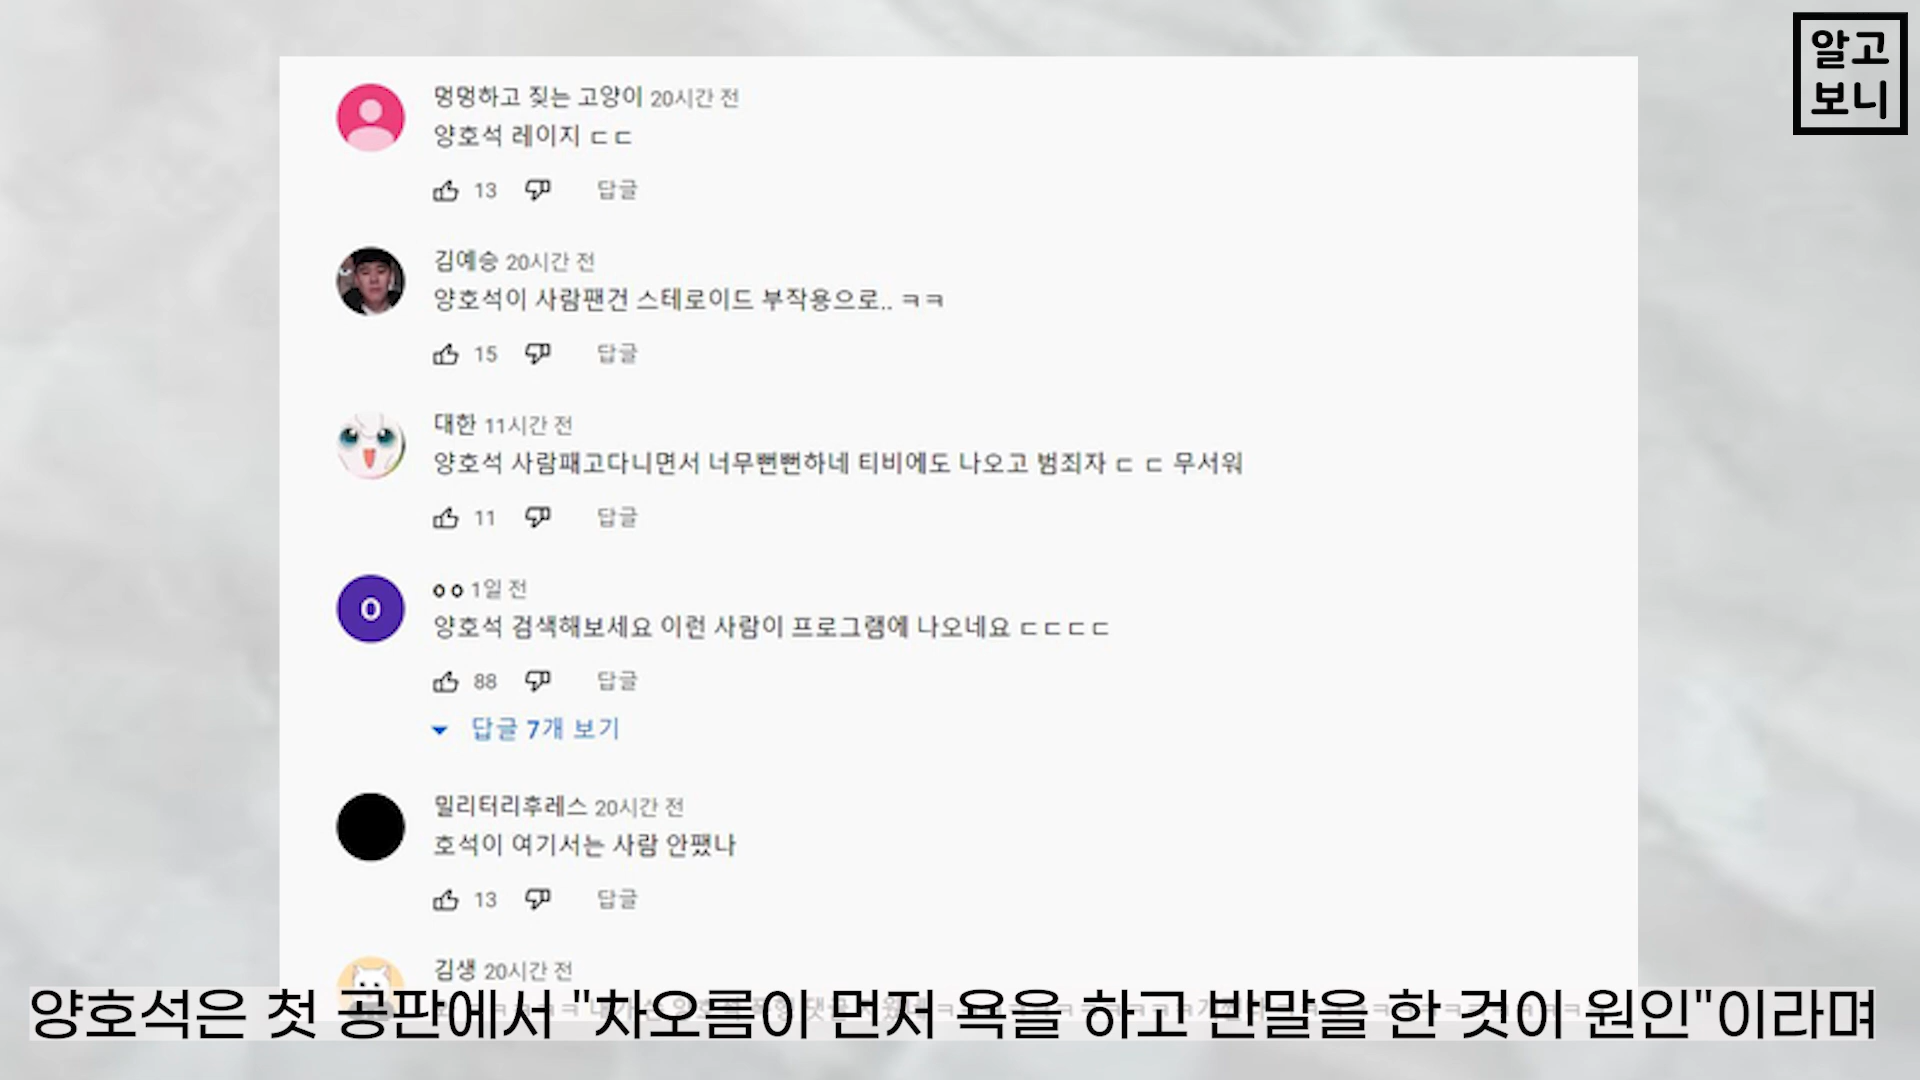 알고
보니
멍멍하고 짖는 고양이 20시간 전
양호석 레이지 ㄷㄷ
13 답글
김예승 20시간 전
양호석이 사람팬건 스테로이드 부작용으로.. ㅋㅋ
15 답글
대한 11시간 전
양호석 사람패고다니면서 너무뻔뻔하네 티비에도 나오고 범죄자 ㄷ ㄷ 무서워
11 답글
O
o o 1일 전
양호석 검색해보세요 이런 사람이 프로그램에 나오네요 ㄷㄷㄷㄷ
88 답글
답글 7개 보기
밀리터리후레스 20시간 전
호석이 여기서는 사람 안팼나
13 답글
김생 20시간 전
양호석은 첫 공판에서 "차오름이 먼저 욕을 하고 반말을 한 것이 원인"이라며